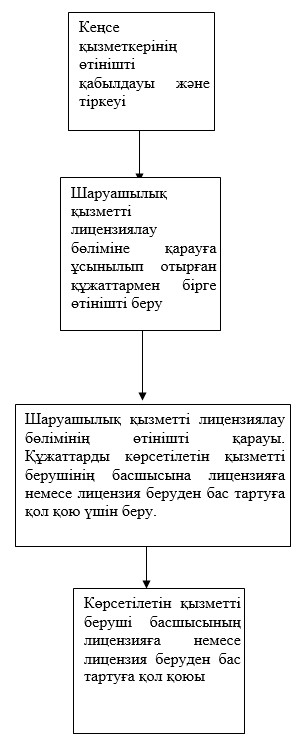 Кеңсе
қызметкерінің
өтінішті
қабылдауы және
тіркеуі
Шаруашылық
қызметті
лицензиялау
бөліміне қарауға
ұсынылып отырған
құжаттармен бірге
өтінішті беру
Шаруашылық қызметті лицензиялау
бөлімінің өтінішті қарауы.
Құжаттарды көрсетілетін қызметті
берушінің басшысына лицензияға
немесе лицензия беруден бас тартуға
қол қою үшін беру.
Көрсетілетін қызметті
беруші басшысының
лицензияға немесе
лицензия беруден бас
тартуға қол қоюы